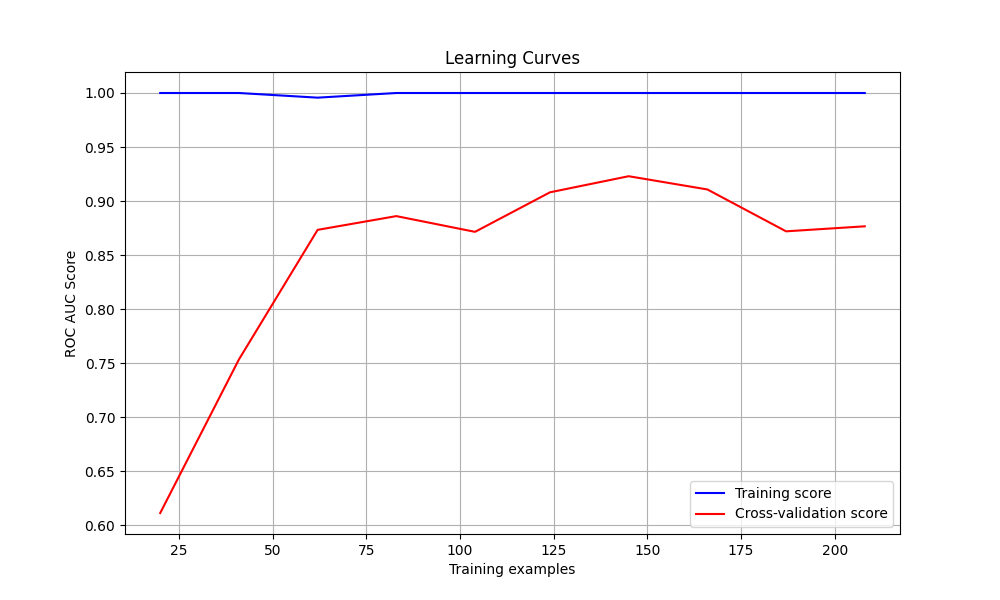 Learning Curves
1.00
0.95
0.90
0.85
0.80
0.75
0.70
0.65
0.60
ROC AUC Score
Training score
Cross-validation score
25 50 75 100 125 150 175 200
Training examples